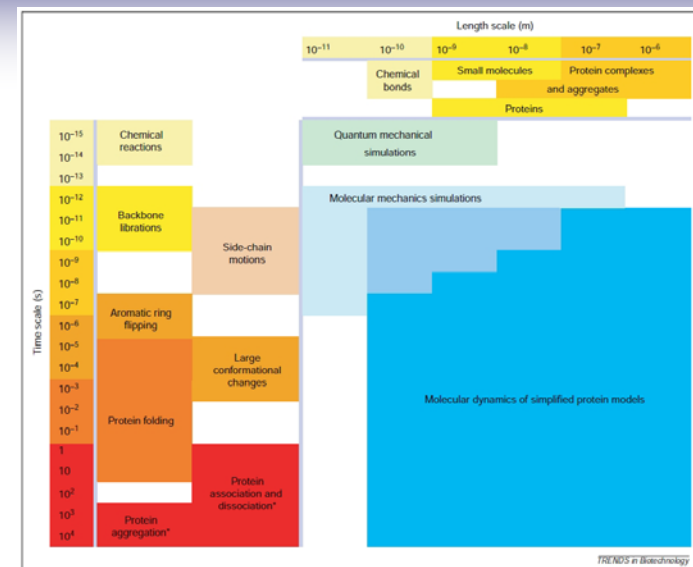 Length scale (m)
10⁻¹¹ 10⁻¹⁰ 10⁻⁹ 10⁻⁸ 10⁻⁷ 10⁻⁶
Chemical
bonds
Small molecules
Protein complexes
and aggregates
Proteins
Time scale (s)
10⁻¹⁵
10⁻¹⁴
10⁻¹³
10⁻¹²
10⁻¹¹
10⁻¹⁰
10⁻⁹
10⁻⁸
10⁻⁷
10⁻⁶
10⁻⁵
10⁻⁴
10⁻³
10⁻²
10⁻¹
1
10
10²
10³
10⁴
Chemical
reactions
Backbone
librations
Side-chain
motions
Aromatic ring
flipping
Large
conformational
changes
Protein folding
Protein
association and
dissociation*
Protein
aggregation*
Quantum mechanical
simulations
Molecular mechanics simulations
Molecular dynamics of simplified protein models
TRENDS in Biotechnology